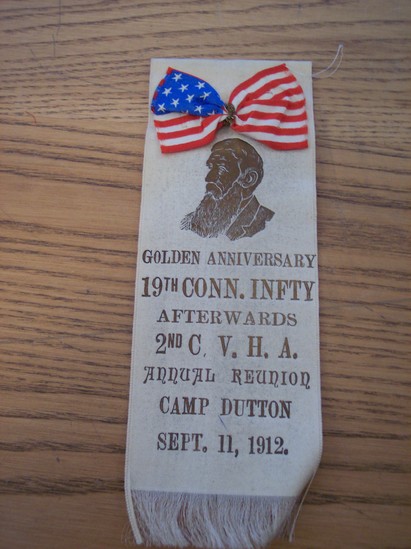 GOLDEN ANNIVERSARY
19TH CONN. INFTY
AFTERWARDS
2ND C. V. H. A.
ANNUAL REUNION
CAMP DUTTON
SEPT. 11, 1912.